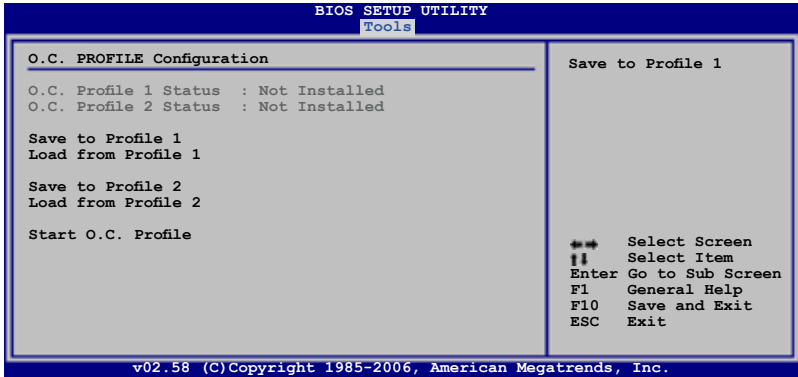 BIOS SETUP UTILITY
Tools
O.C. PROFILE Configuration
O.C. Profile 1 Status : Not Installed
O.C. Profile 2 Status : Not Installed
Save to Profile 1
Load from Profile 1
Save to Profile 2
Load from Profile 2
Start O.C. Profile
Save to Profile 1
Select Screen
Select Item
Enter Go to Sub Screen
F1 General Help
F10 Save and Exit
ESC Exit
v02.58 (C)Copyright 1985-2006, American Megatrends, Inc.